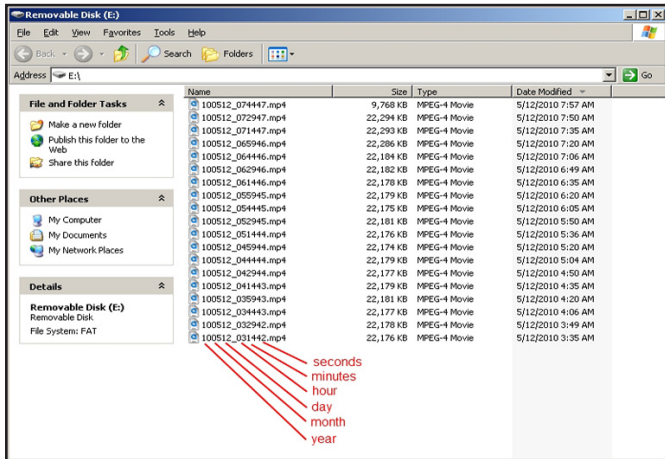 Removable Disk (E:)
File Edit View Favorites Tools Help
Back Search Folders
Address E:\ Go
File and Folder Tasks
Make a new folder
Publish this folder to the
Web
Share this folder
Other Places
My Computer
My Documents
My Network Places
Details
Removable Disk (E:)
Removable Disk
File System: FAT
Name Size Type Date Modified
100512_074447.mp4 9,768 KB MPEG-4 Movie 5/12/2010 7:57 AM
100512_072947.mp4 22,294 KB MPEG-4 Movie 5/12/2010 7:50 AM
100512_071447.mp4 22,293 KB MPEG-4 Movie 5/12/2010 7:35 AM
100512_065946.mp4 22,286 KB MPEG-4 Movie 5/12/2010 7:20 AM
100512_064446.mp4 22,184 KB MPEG-4 Movie 5/12/2010 7:06 AM
100512_062946.mp4 22,182 KB MPEG-4 Movie 5/12/2010 6:49 AM
100512_061446.mp4 22,178 KB MPEG-4 Movie 5/12/2010 6:35 AM
100512_055945.mp4 22,179 KB MPEG-4 Movie 5/12/2010 6:20 AM
100512_054445.mp4 22,175 KB MPEG-4 Movie 5/12/2010 6:05 AM
100512_052945.mp4 22,181 KB MPEG-4 Movie 5/12/2010 5:50 AM
100512_051444.mp4 22,176 KB MPEG-4 Movie 5/12/2010 5:36 AM
100512_045944.mp4 22,174 KB MPEG-4 Movie 5/12/2010 5:20 AM
100512_044444.mp4 22,179 KB MPEG-4 Movie 5/12/2010 5:04 AM
100512_042944.mp4 22,177 KB MPEG-4 Movie 5/12/2010 4:50 AM
100512_041443.mp4 22,179 KB MPEG-4 Movie 5/12/2010 4:35 AM
100512_035943.mp4 22,181 KB MPEG-4 Movie 5/12/2010 4:20 AM
100512_034443.mp4 22,177 KB MPEG-4 Movie 5/12/2010 4:06 AM
100512_032942.mp4 22,178 KB MPEG-4 Movie 5/12/2010 3:49 AM
100512_031442.mp4 22,176 KB MPEG-4 Movie 5/12/2010 3:35 AM
seconds
minutes
hour
day
month
year